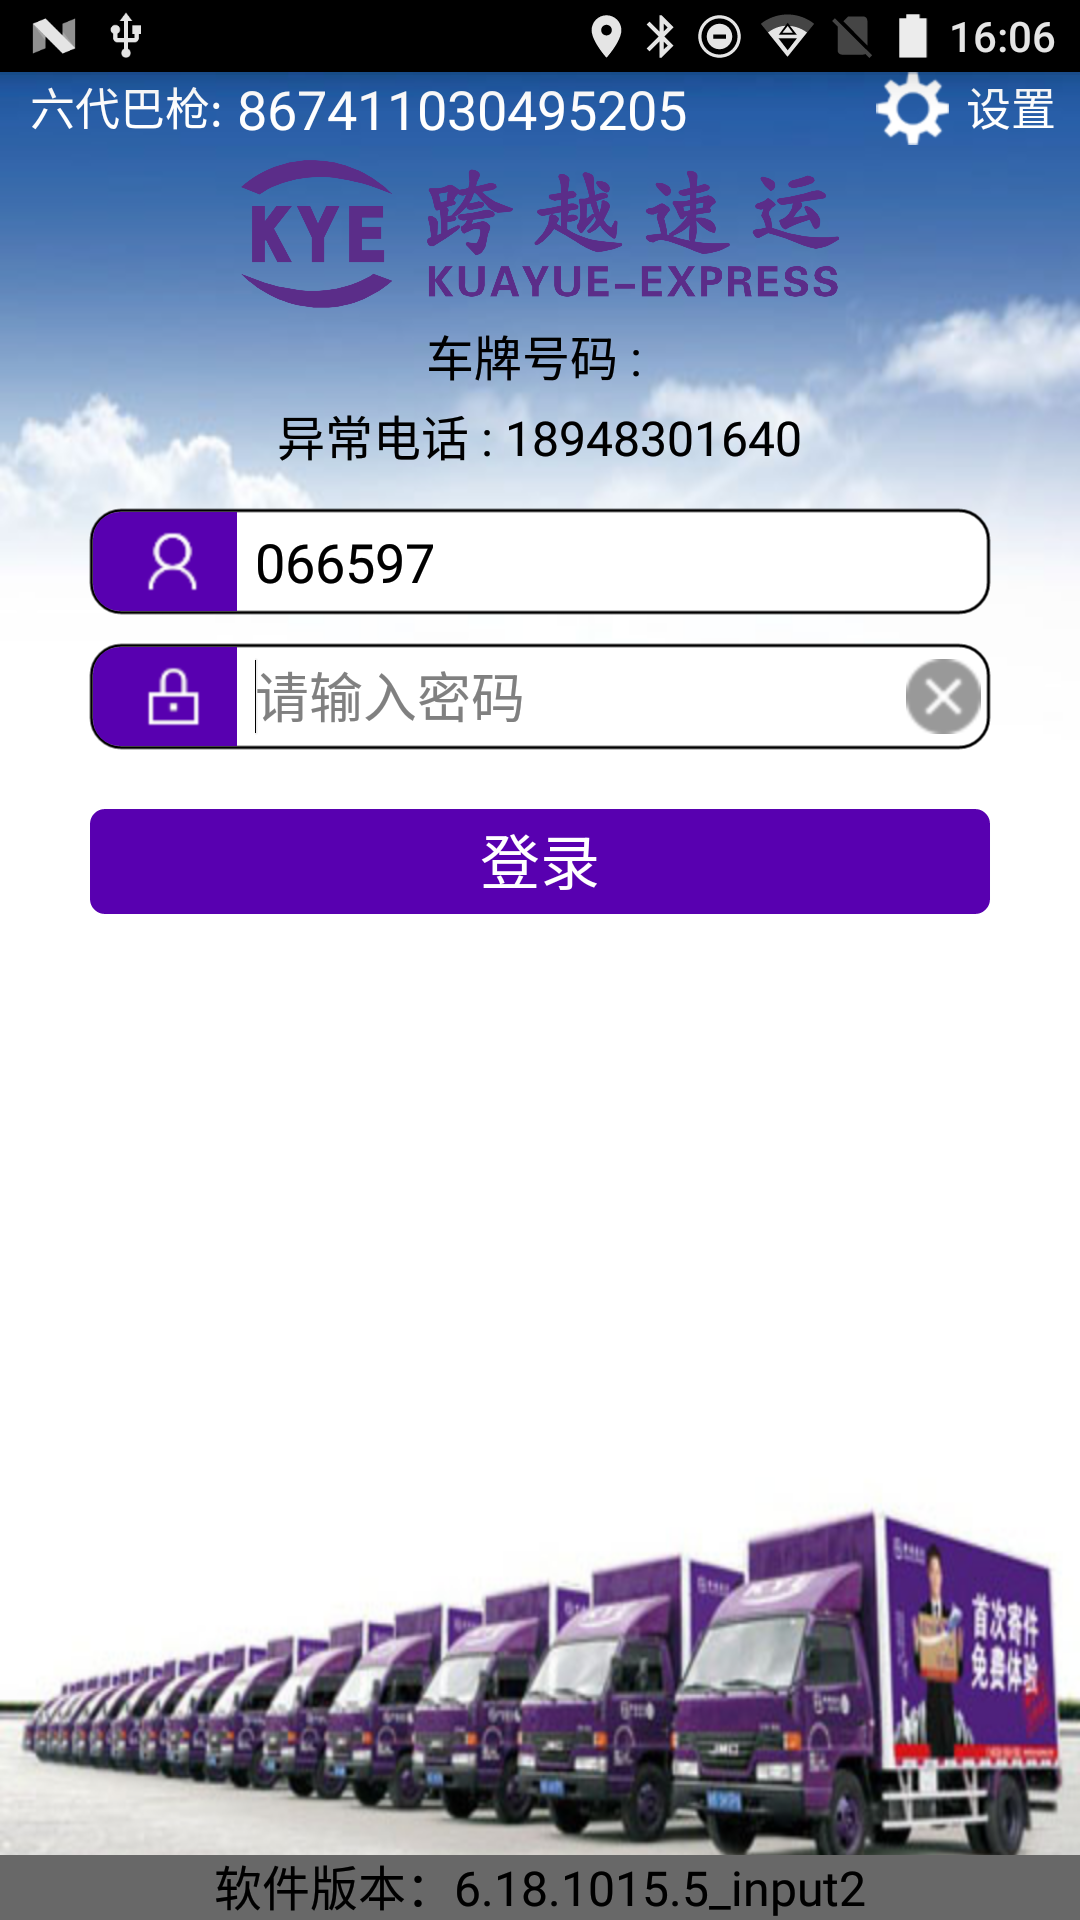 16:06
六代巴枪: 867411030495205 设置
KYE 跨越速运
KUAYUE-EXPRESS
车牌号码 :
异常电话 : 18948301640
066597
请输入密码
登录
首次寄件
免费体验
软件版本：6.18.1015.5_input2